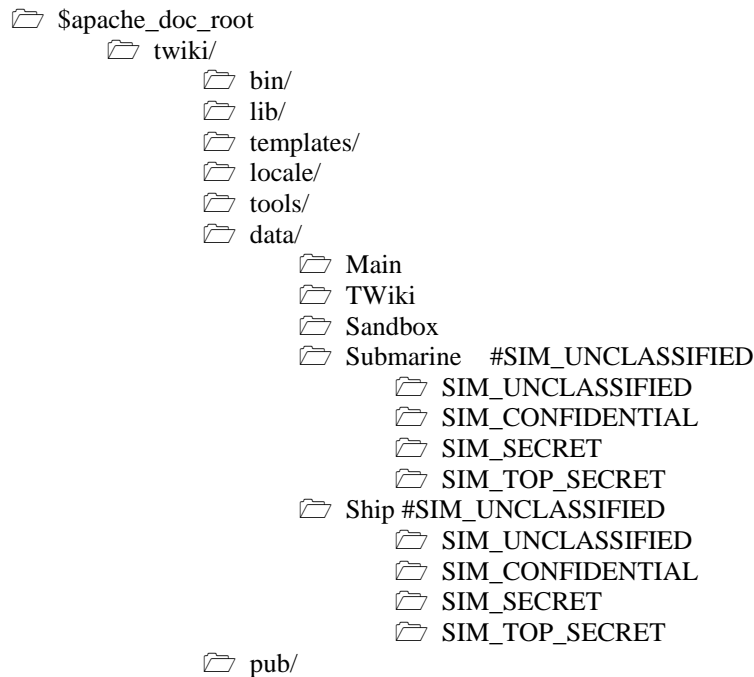 $apache_doc_root
twiki/
bin/
lib/
templates/
locale/
tools/
data/
Main
TWiki
Sandbox
Submarine #SIM_UNCLASSIFIED
SIM_UNCLASSIFIED
SIM_CONFIDENTIAL
SIM_SECRET
SIM_TOP_SECRET
Ship #SIM_UNCLASSIFIED
SIM_UNCLASSIFIED
SIM_CONFIDENTIAL
SIM_SECRET
SIM_TOP_SECRET
pub/